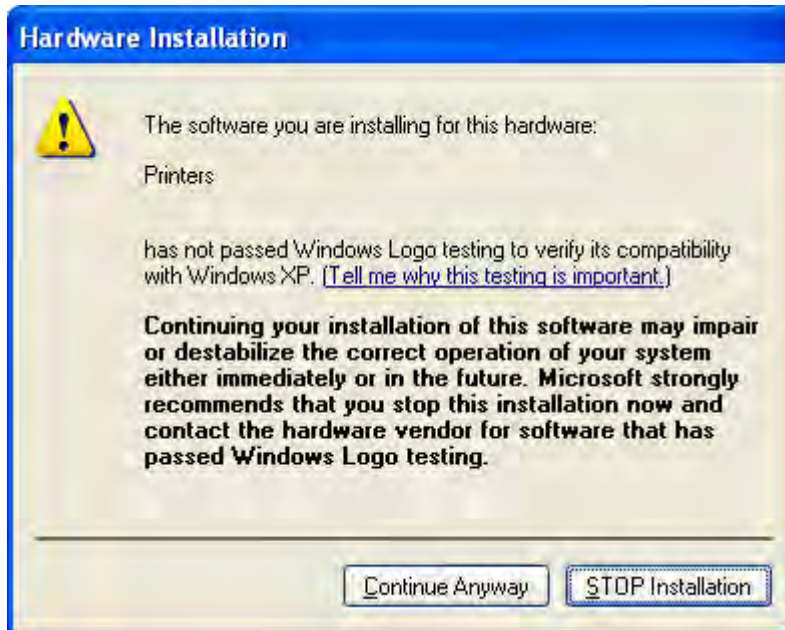 Hardware Installation
The software you are installing for this hardware:
Printers
has not passed Windows Logo testing to verify its compatibility
with Windows XP. (Tell me why this testing is important.)
Continuing your installation of this software may impair
or destabilize the correct operation of your system
either immediately or in the future. Microsoft strongly
recommends that you stop this installation now and
contact the hardware vendor for software that has
passed Windows Logo testing.
Continue Anyway STOP Installation